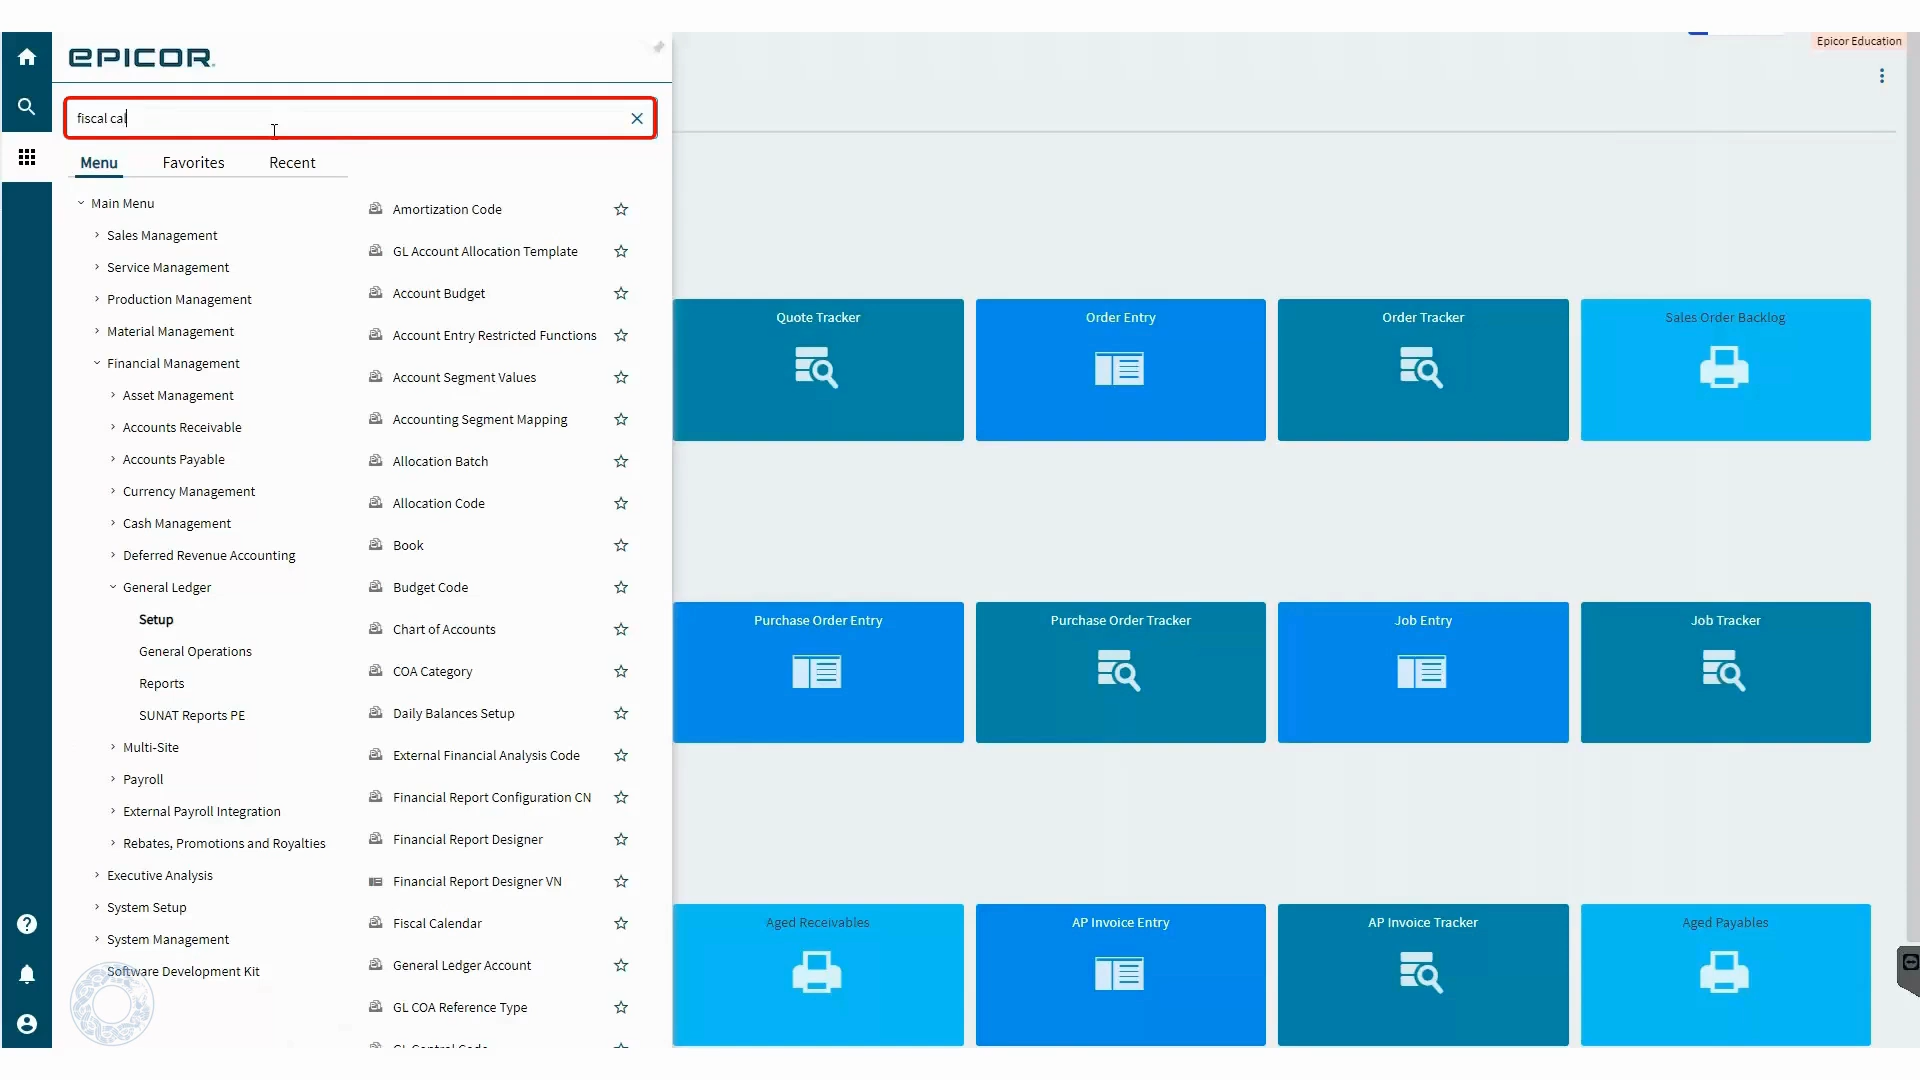 Epicor Education
EPICOR
fiscal cal
Menu Favorites Recent
Main Menu
Sales Management
Service Management
Production Management
Material Management
Financial Management
Asset Management
Accounts Receivable
Accounts Payable
Currency Management
Cash Management
Deferred Revenue Accounting
General Ledger
Setup
General Operations
Reports
SUNAT Reports PE
Multi-Site
Payroll
External Payroll Integration
Rebates, Promotions and Royalties
Executive Analysis
System Setup
System Management
Software Development Kit
Amortization Code
GL Account Allocation Template
Account Budget
Account Entry Restricted Functions
Account Segment Values
Accounting Segment Mapping
Allocation Batch
Allocation Code
Book
Budget Code
Chart of Accounts
COA Category
Daily Balances Setup
External Financial Analysis Code
Financial Report Configuration CN
Financial Report Designer
Financial Report Designer VN
Fiscal Calendar
General Ledger Account
GL COA Reference Type
GL Control Code
Quote Tracker
Order Entry
Order Tracker
Sales Order Backlog
Purchase Order Entry
Purchase Order Tracker
Job Entry
Job Tracker
Aged Receivables
AP Invoice Entry
AP Invoice Tracker
Aged Payables